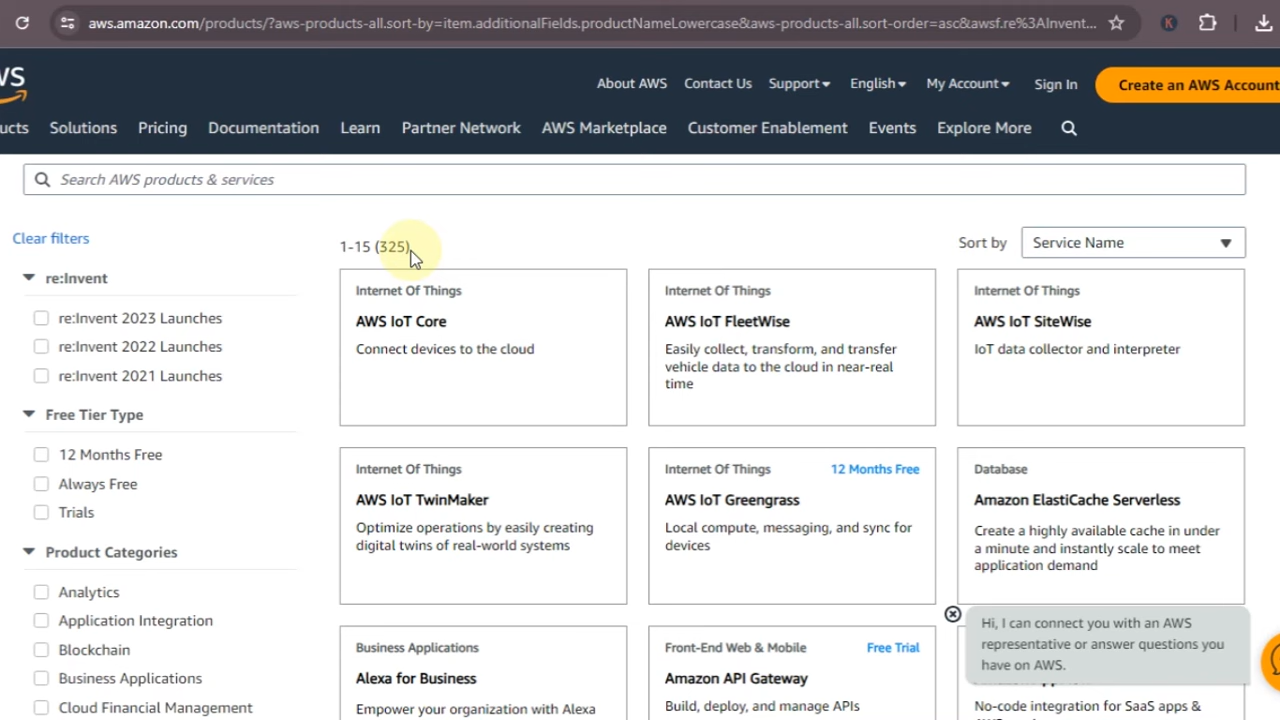 aws.amazon.com/products/?aws-products-all.sort-by=item.additionalFields.productNameLowercase&aws-products-all.sort-order=asc&awsf.re%3AInvent...
K
About AWS Contact Us Support English My Account Sign In Create an AWS Account
ucts Solutions Pricing Documentation Learn Partner Network AWS Marketplace Customer Enablement Events Explore More
Search AWS products & services
Clear filters
1-15 (325)
Sort by Service Name
re:Invent
re:Invent 2023 Launches
re:Invent 2022 Launches
re:Invent 2021 Launches
Free Tier Type
12 Months Free
Always Free
Trials
Product Categories
Analytics
Application Integration
Blockchain
Business Applications
Cloud Financial Management
Internet Of Things
AWS IoT Core
Connect devices to the cloud
Internet Of Things
AWS IoT FleetWise
Easily collect, transform, and transfer
vehicle data to the cloud in near-real
time
Internet Of Things
AWS IoT SiteWise
IoT data collector and interpreter
Internet Of Things
AWS IoT TwinMaker
Optimize operations by easily creating
digital twins of real-world systems
Internet Of Things 12 Months Free
AWS IoT Greengrass
Local compute, messaging, and sync for
devices
Database
Amazon ElastiCache Serverless
Create a highly available cache in under
a minute and instantly scale to meet
application demand
Business Applications
Alexa for Business
Empower your organization with Alexa
Front-End Web & Mobile Free Trial
Amazon API Gateway
Build, deploy, and manage APIs
No-code integration for SaaS apps &
Hi, I can connect you with an AWS
representative or answer questions you
have on AWS.